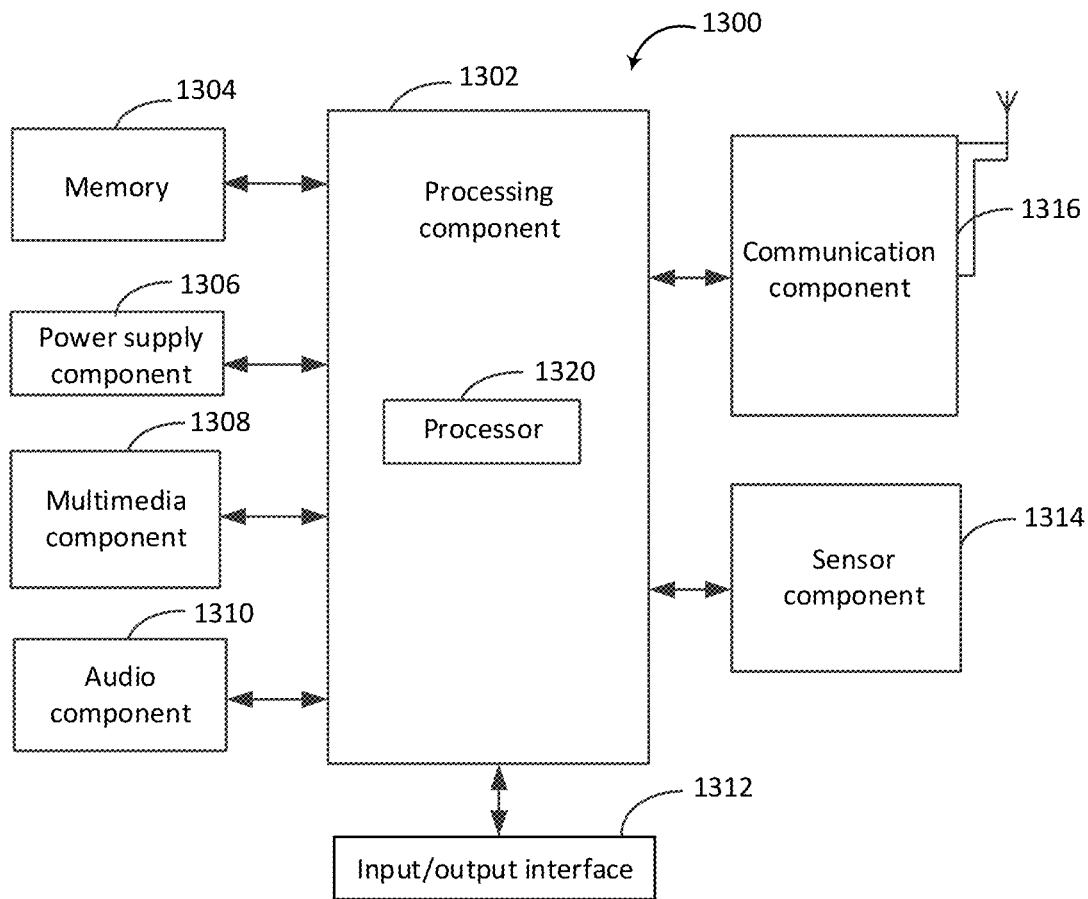 1300
1302
1304
Memory
Processing
component
1316
Communication
component
1306
Power supply
component
1320
Processor
1308
Multimedia
component
1314
Sensor
component
1310
Audio
component
1312
Input/output interface